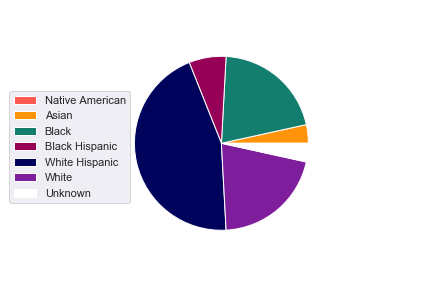 Native American
Asian
Black
Black Hispanic
White Hispanic
White
Unknown